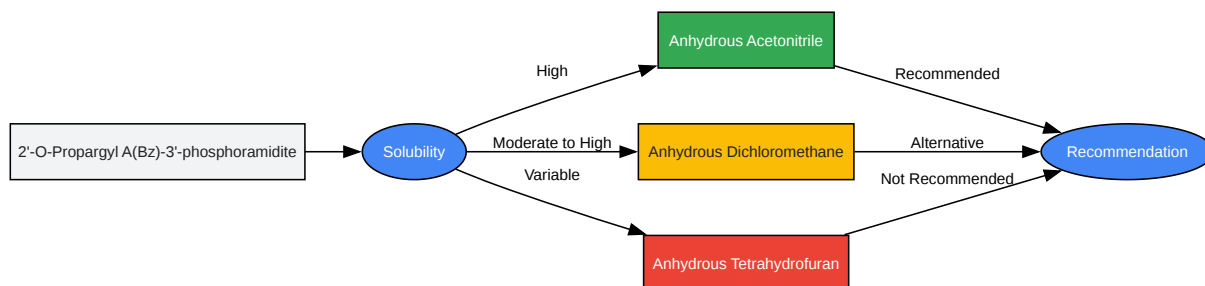 2'-O-Propargyl A(Bz)-3'-phosphoramidite
Solubility
High
Moderate to High
Variable
Anhydrous Acetonitrile
Anhydrous Dichloromethane
Anhydrous Tetrahydrofuran
Recommended
Alternative
Not Recommended
Recommendation